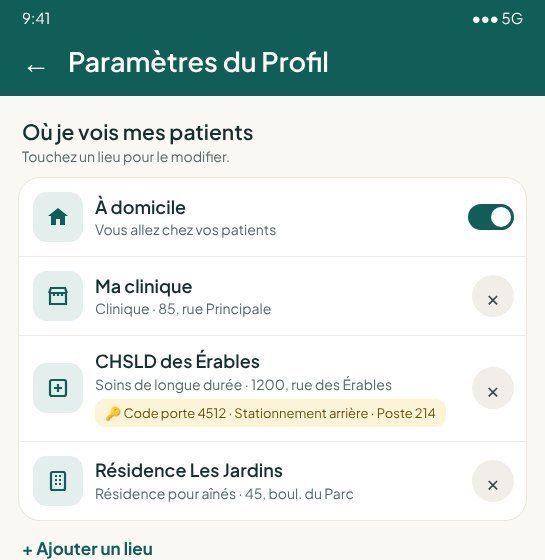 9:41
●●● 5G
← Paramètres du Profil
Où je vois mes patients
Touchez un lieu pour le modifier.
À domicile
Vous allez chez vos patients
Ma clinique
Clinique · 85, rue Principale
×
CHSLD des Érables
Soins de longue durée · 1200, rue des Érables
🔑 Code porte 4512 · Stationnement arrière · Poste 214
×
Résidence Les Jardins
Résidence pour aînés · 45, boul. du Parc
×
+ Ajouter un lieu